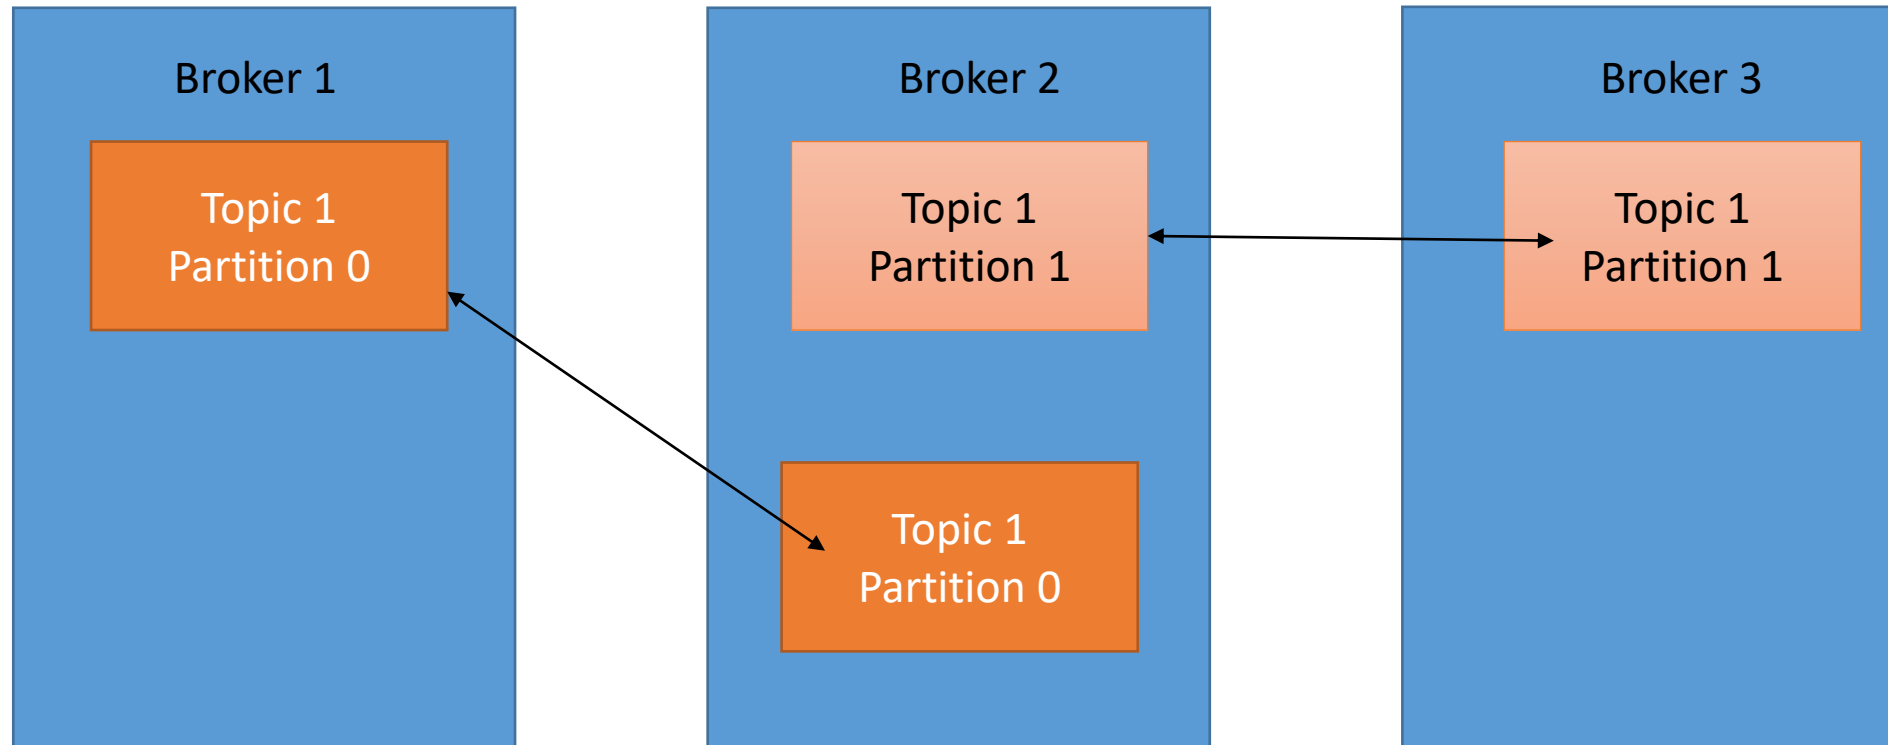 Broker 1
Topic 1
Partition 0
Broker 2
Topic 1
Partition 1
Topic 1
Partition 0
Broker 3
Topic 1
Partition 1